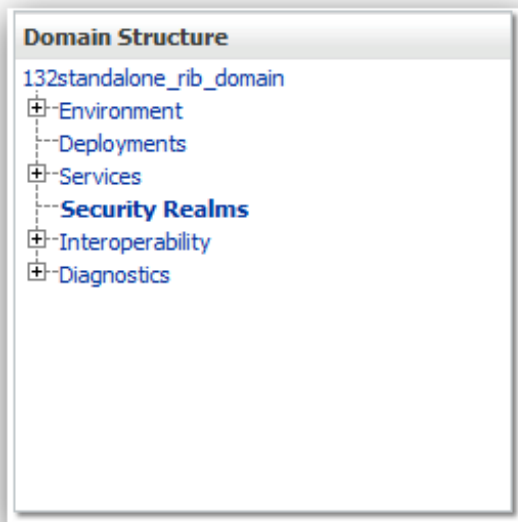 Domain Structure
132standalone_rib_domain
Environment
Deployments
Services
Security Realms
Interoperability
Diagnostics